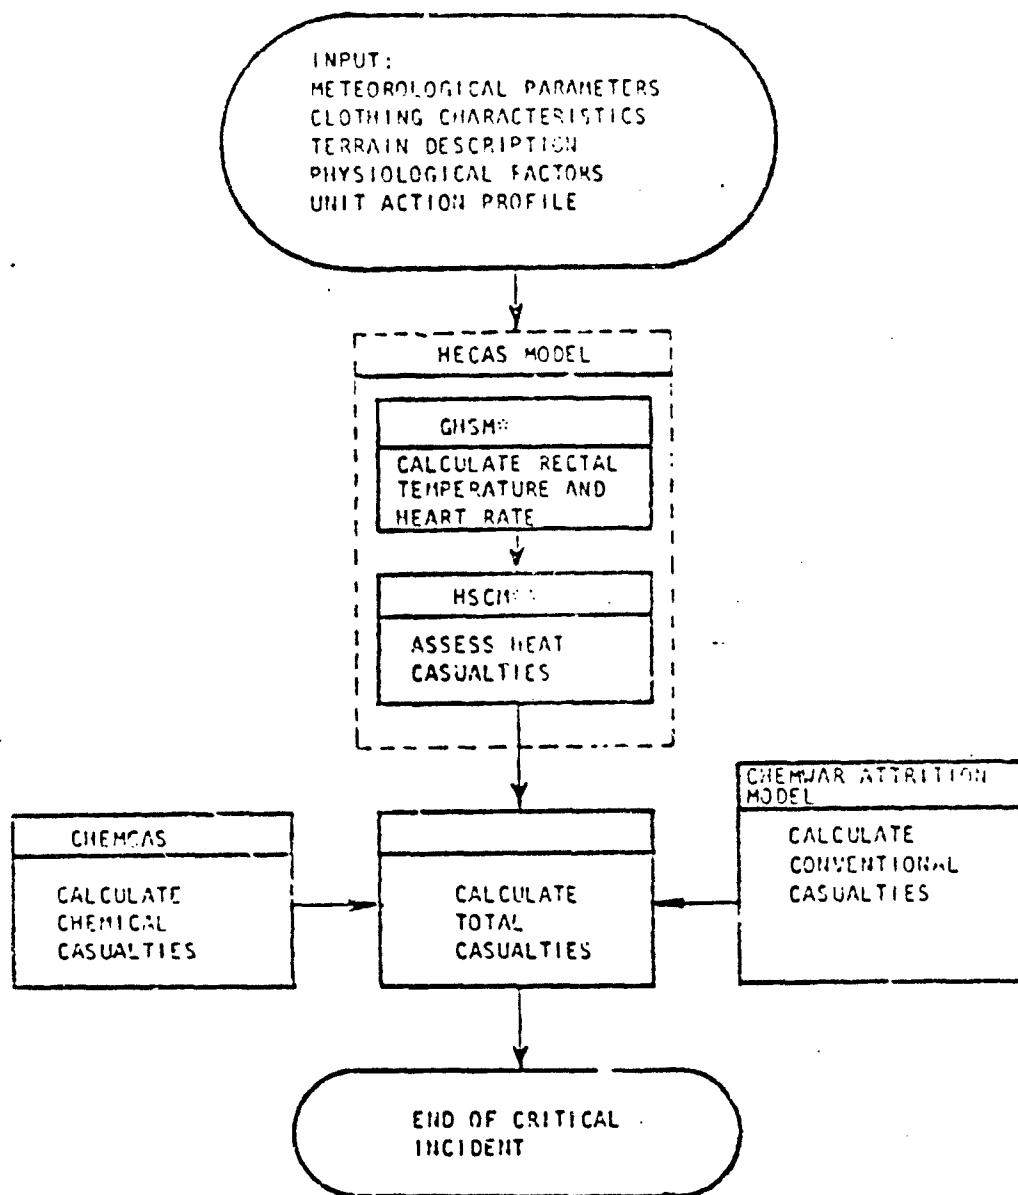 INPUT:
METEOROLOGICAL PARAMETERS
CLOTHING CHARACTERISTICS
TERRAIN DESCRIPTION
PHYSIOLOGICAL FACTORS
UNIT ACTION PROFILE
HECAS MODEL
CALCULATE RECTAL
TEMPERATURE AND
HEART RATE
ASSESS HEAT
CASUALTIES
CHEMWAR ATTRITION
MODEL
CHEMCAS
CALCULATE
CONVENTIONAL
CASUALTIES
CALCULATE
CHEMICAL
CASUALTIES
CALCULATE
TOTAL
CASUALTIES
END OF CRITICAL
INCIDENT